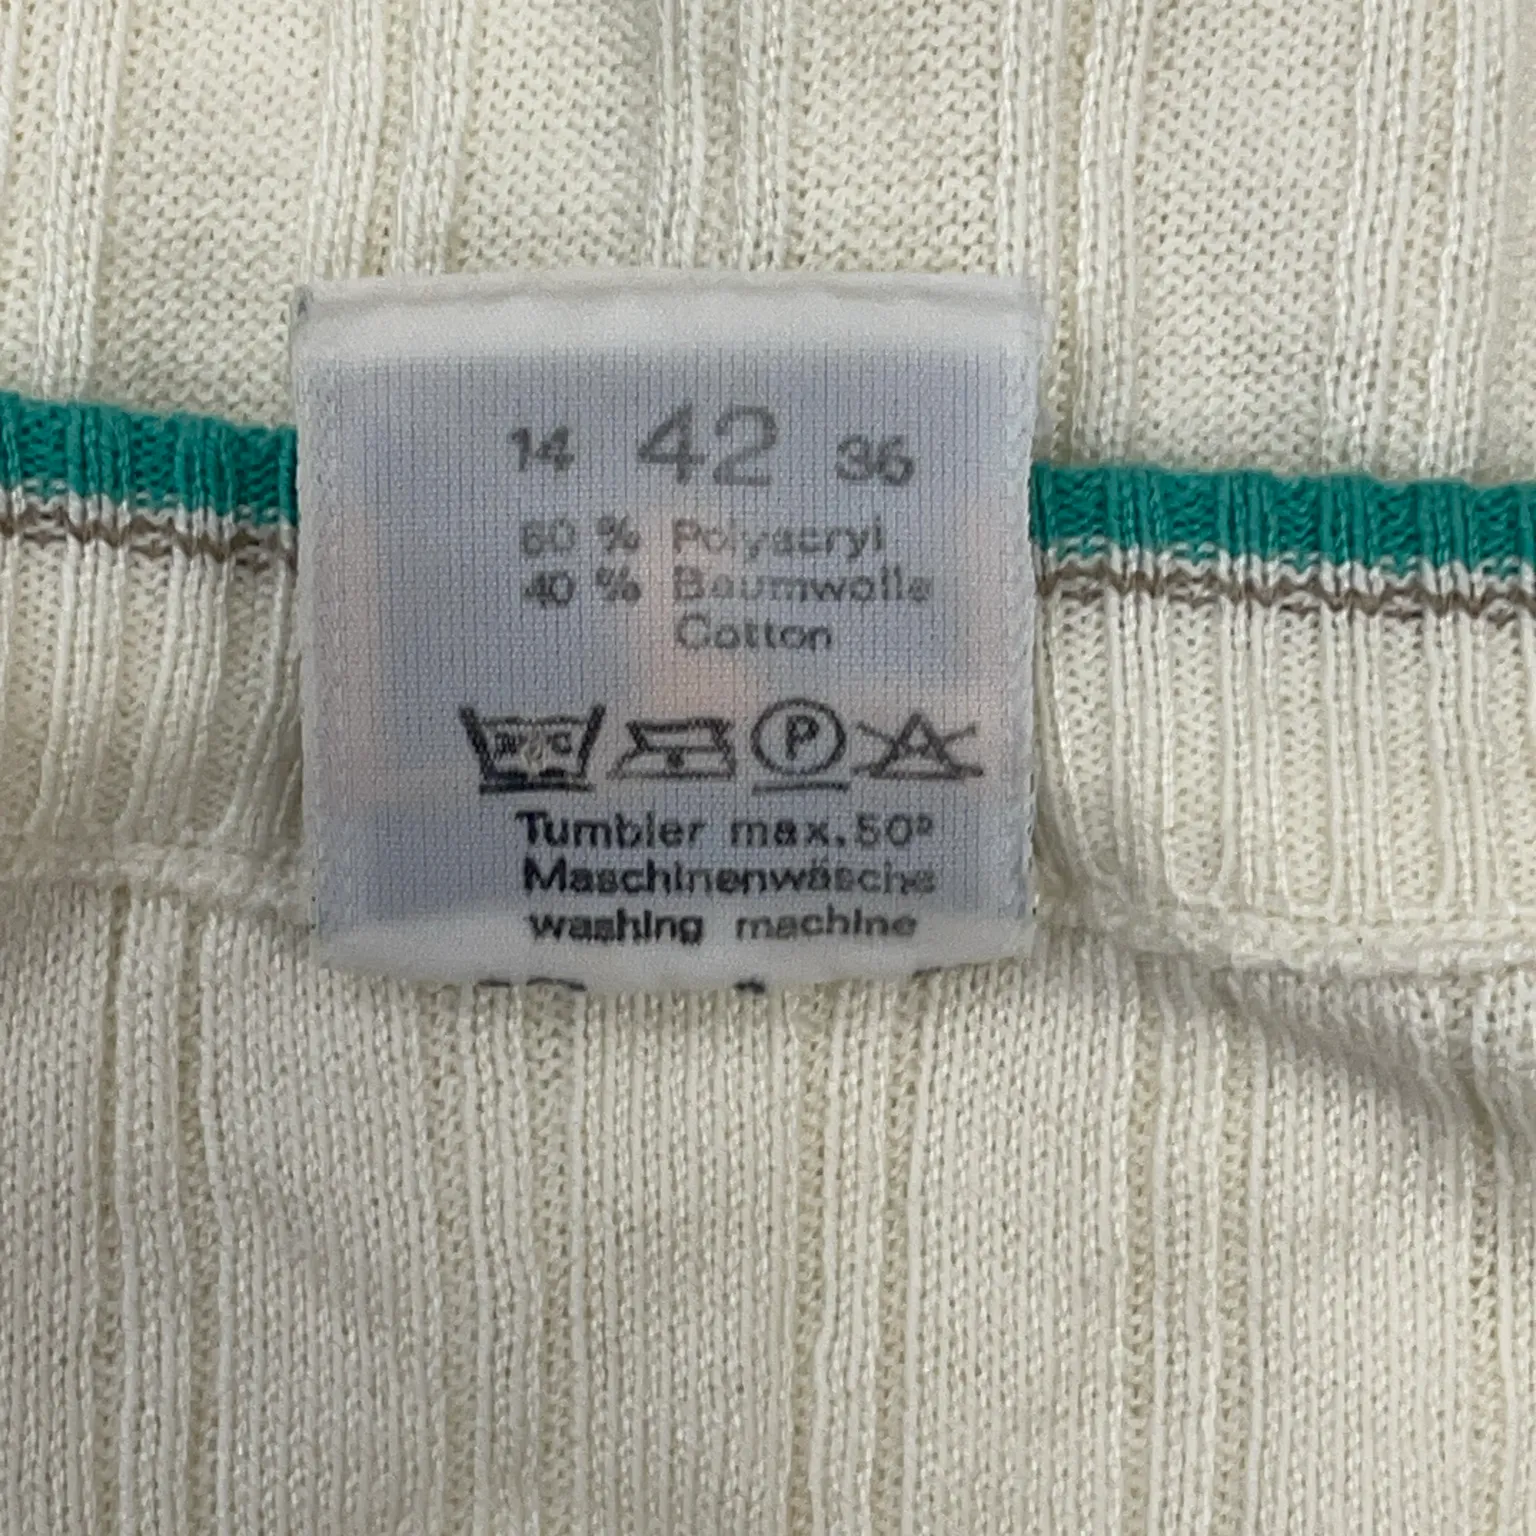 14 42 36
60 % Polyacryl
40 % Baumwolle
Cotton
P
Tumbler max. 50°
Maschinenwäsche
washing machine